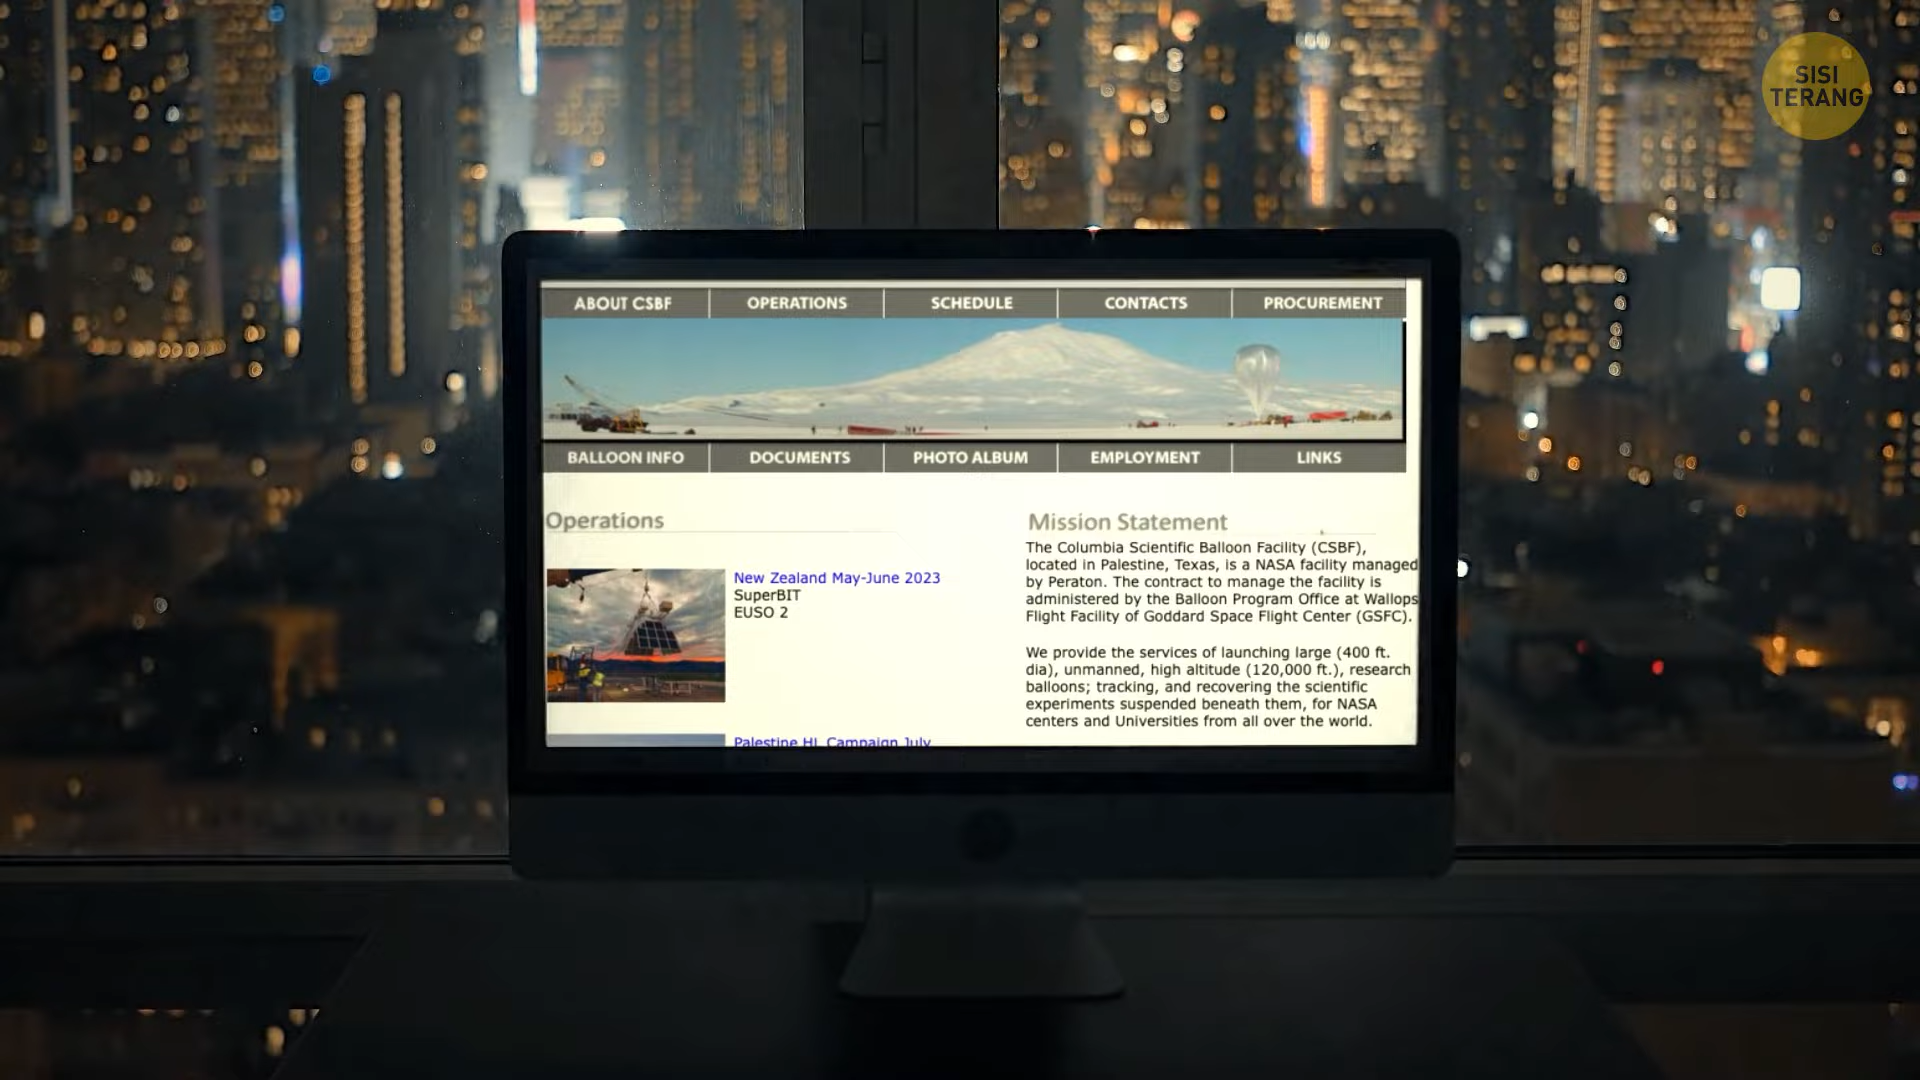 SISI
TERANG
ABOUT CSBF
OPERATIONS
SCHEDULE
CONTACTS
PROCUREMENT
BALLOON INFO
DOCUMENTS
PHOTO ALBUM
EMPLOYMENT
LINKS
Operations
New Zealand May-June 2023
SuperBIT
EUSO 2
Palestine HL Campaign July
Mission Statement
The Columbia Scientific Balloon Facility (CSBF),
located in Palestine, Texas, is a NASA facility managed
by Peraton. The contract to manage the facility is
administered by the Balloon Program Office at Wallops
Flight Facility of Goddard Space Flight Center (GSFC).
We provide the services of launching large (400 ft.
dia), unmanned, high altitude (120,000 ft.), research
balloons; tracking, and recovering the scientific
experiments suspended beneath them, for NASA
centers and Universities from all over the world.